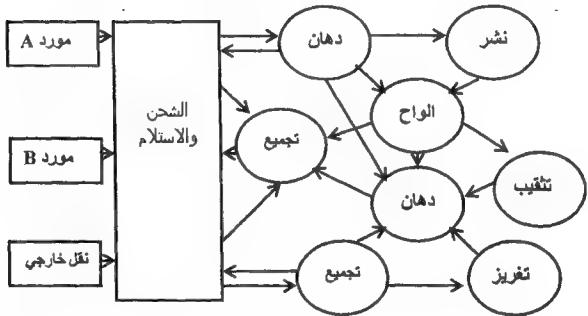 مورد A
دهان
نشر
الشحن
والاستلام
الواح
تجميع
مورد B
تثقيب
دهان
نقل خارجي
تجميع
تغريز